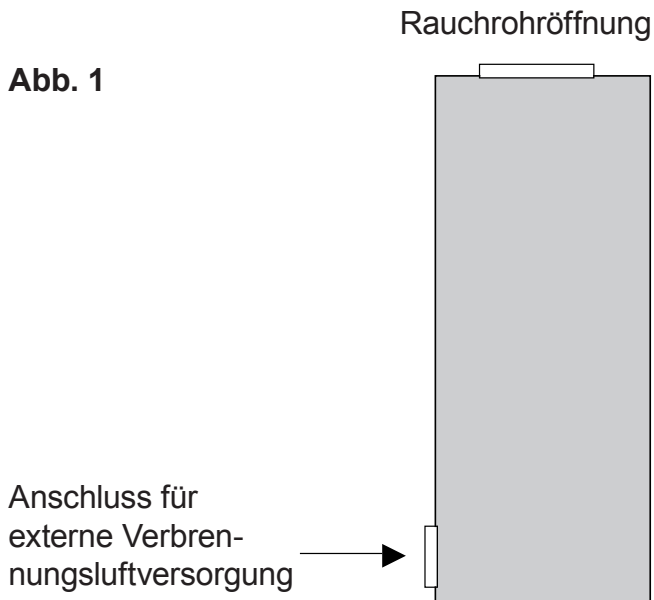 Rauchrohröffnung
Abb. 1
Anschluss für
externe Verbren-
nungsluftversorgung